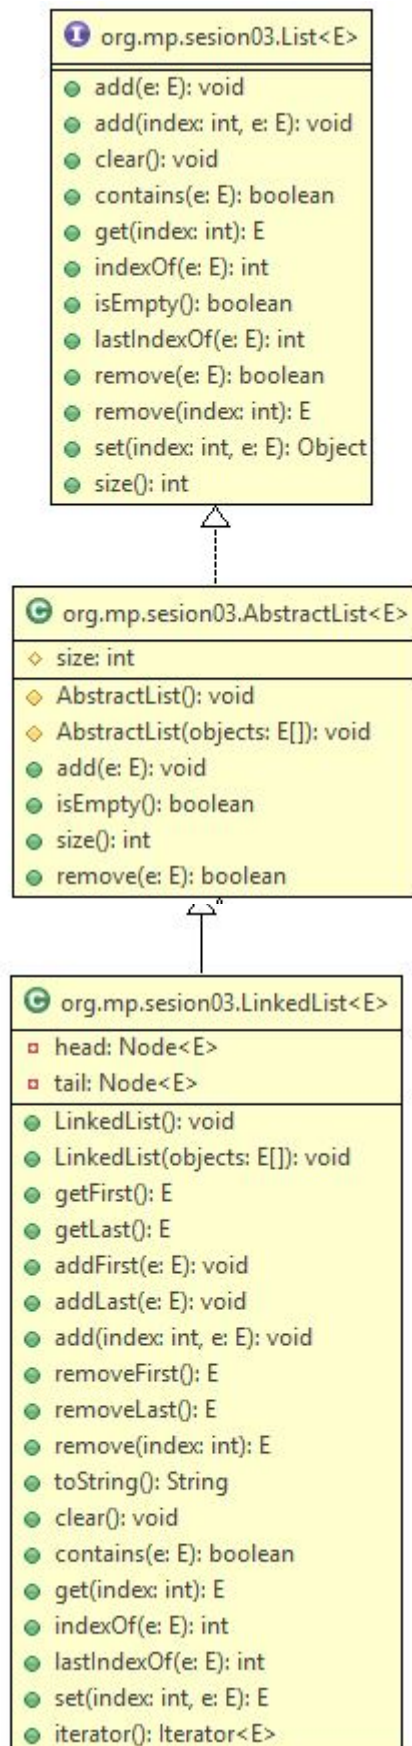 I org.mp.sesion03.List<E>
add(e: E): void
add(index: int, e: E): void
clear(): void
contains(e: E): boolean
get(index: int): E
indexOf(e: E): int
isEmpty(): boolean
lastIndexOf(e: E): int
remove(e: E): boolean
remove(index: int): E
set(index: int, e: E): Object
size(): int
C org.mp.sesion03.AbstractList<E>
size: int
AbstractList(): void
AbstractList(objects: E[]): void
add(e: E): void
isEmpty(): boolean
size(): int
remove(e: E): boolean
C org.mp.sesion03.LinkedList<E>
head: Node<E>
tail: Node<E>
LinkedList(): void
LinkedList(objects: E[]): void
getFirst(): E
getLast(): E
addFirst(e: E): void
addLast(e: E): void
add(index: int, e: E): void
removeFirst(): E
removeLast(): E
remove(index: int): E
toString(): String
clear(): void
contains(e: E): boolean
get(index: int): E
indexOf(e: E): int
lastIndexOf(e: E): int
set(index: int, e: E): E
iterator(): Iterator<E>